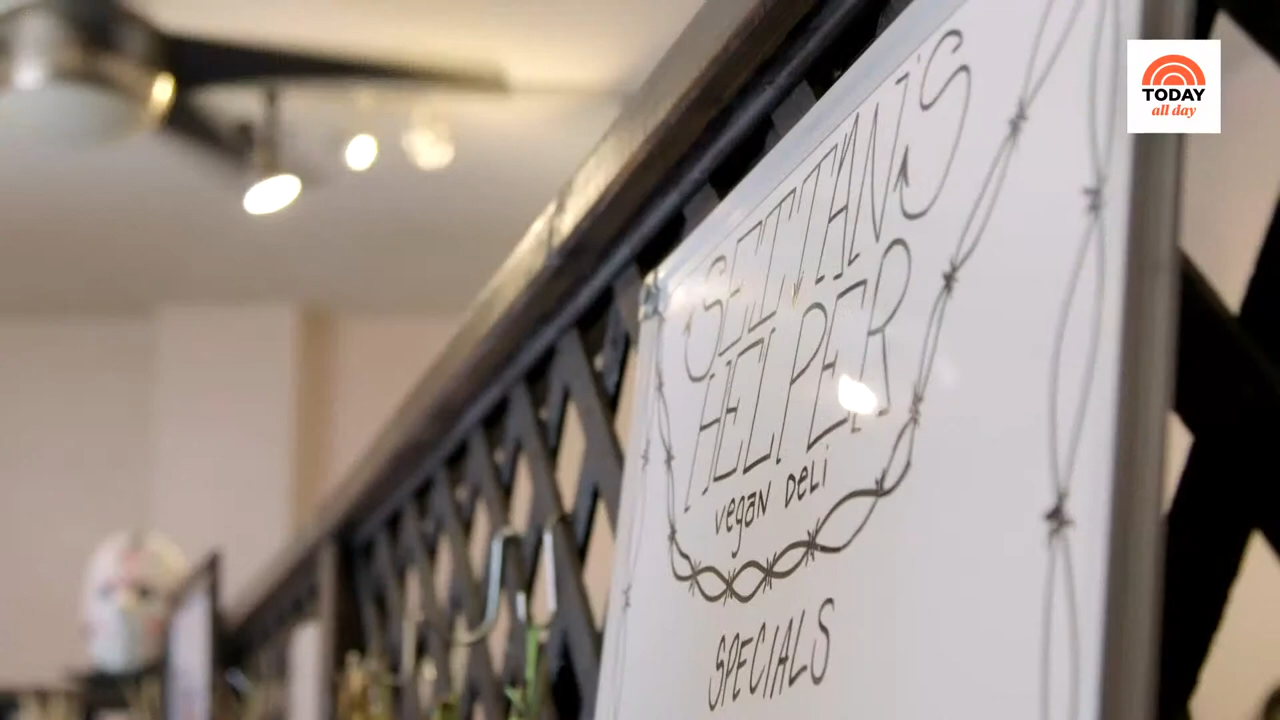 SEITAN'S
HELPER
vegan Deli
SPECIALS
TODAY
all day